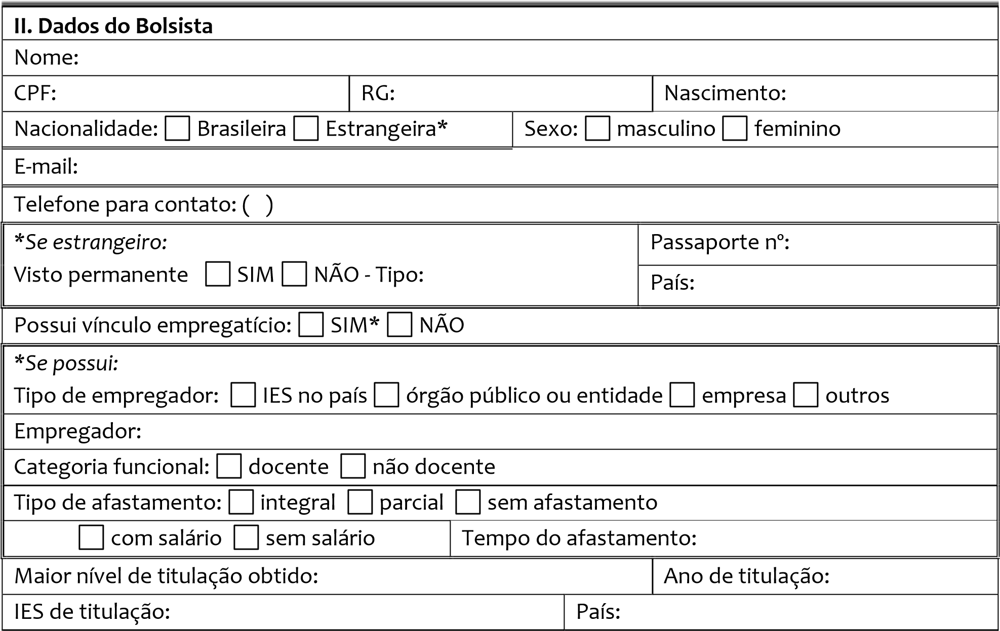 II. Dados do Bolsista
Nome:
CPF: RG: Nascimento:
Nacionalidade: Brasileira Estrangeira* Sexo: masculino feminino
E-mail:
Telefone para contato: ( )
*Se estrangeiro:
Visto permanente SIM NÃO - Tipo:
Passaporte nº:
País:
Possui vínculo empregatício: SIM* NÃO
*Se possui:
Tipo de empregador: IES no país órgão público ou entidade empresa outros
Empregador:
Categoria funcional: docente não docente
Tipo de afastamento: integral parcial sem afastamento
com salário sem salário Tempo do afastamento:
Maior nível de titulação obtido: Ano de titulação:
IES de titulação: País: